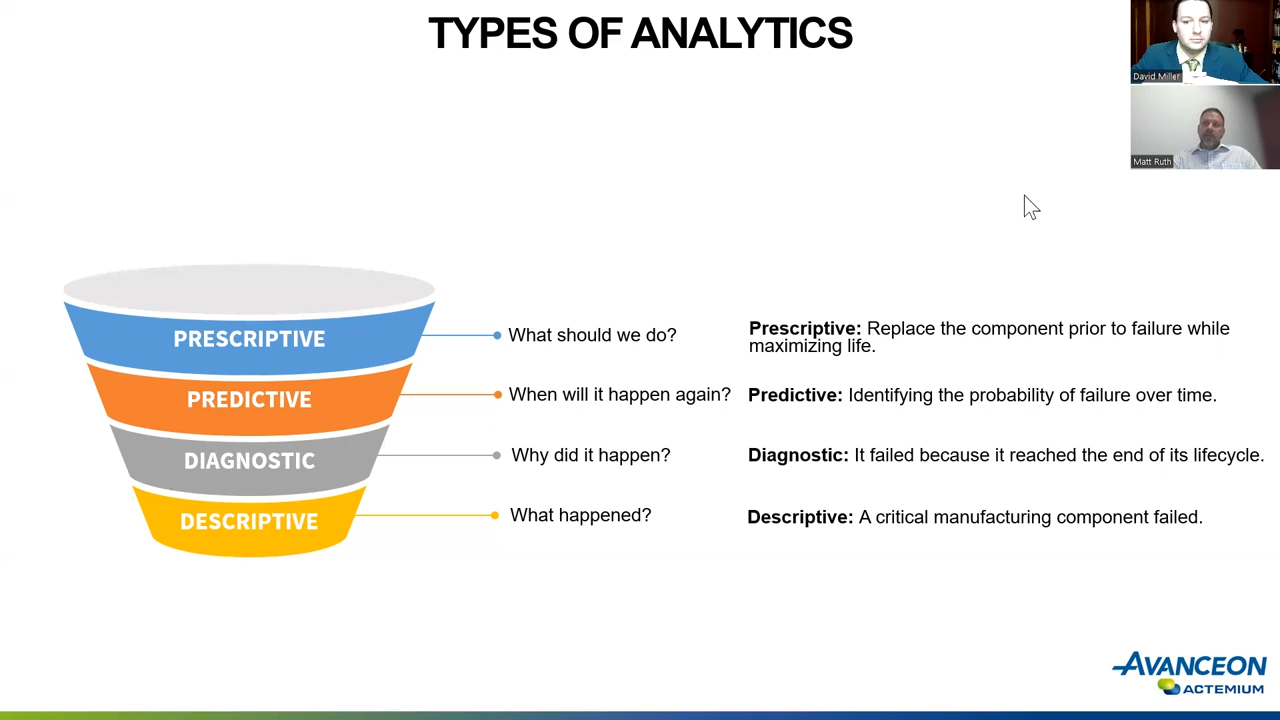 TYPES OF ANALYTICS
David Miller
Matt Ruth
PRESCRIPTIVE
What should we do?
Prescriptive: Replace the component prior to failure while
maximizing life.
PREDICTIVE
When will it happen again?
Predictive: Identifying the probability of failure over time.
DIAGNOSTIC
Why did it happen?
Diagnostic: It failed because it reached the end of its lifecycle.
DESCRIPTIVE
What happened?
Descriptive: A critical manufacturing component failed.
AVANCEON
ACTEMIUM